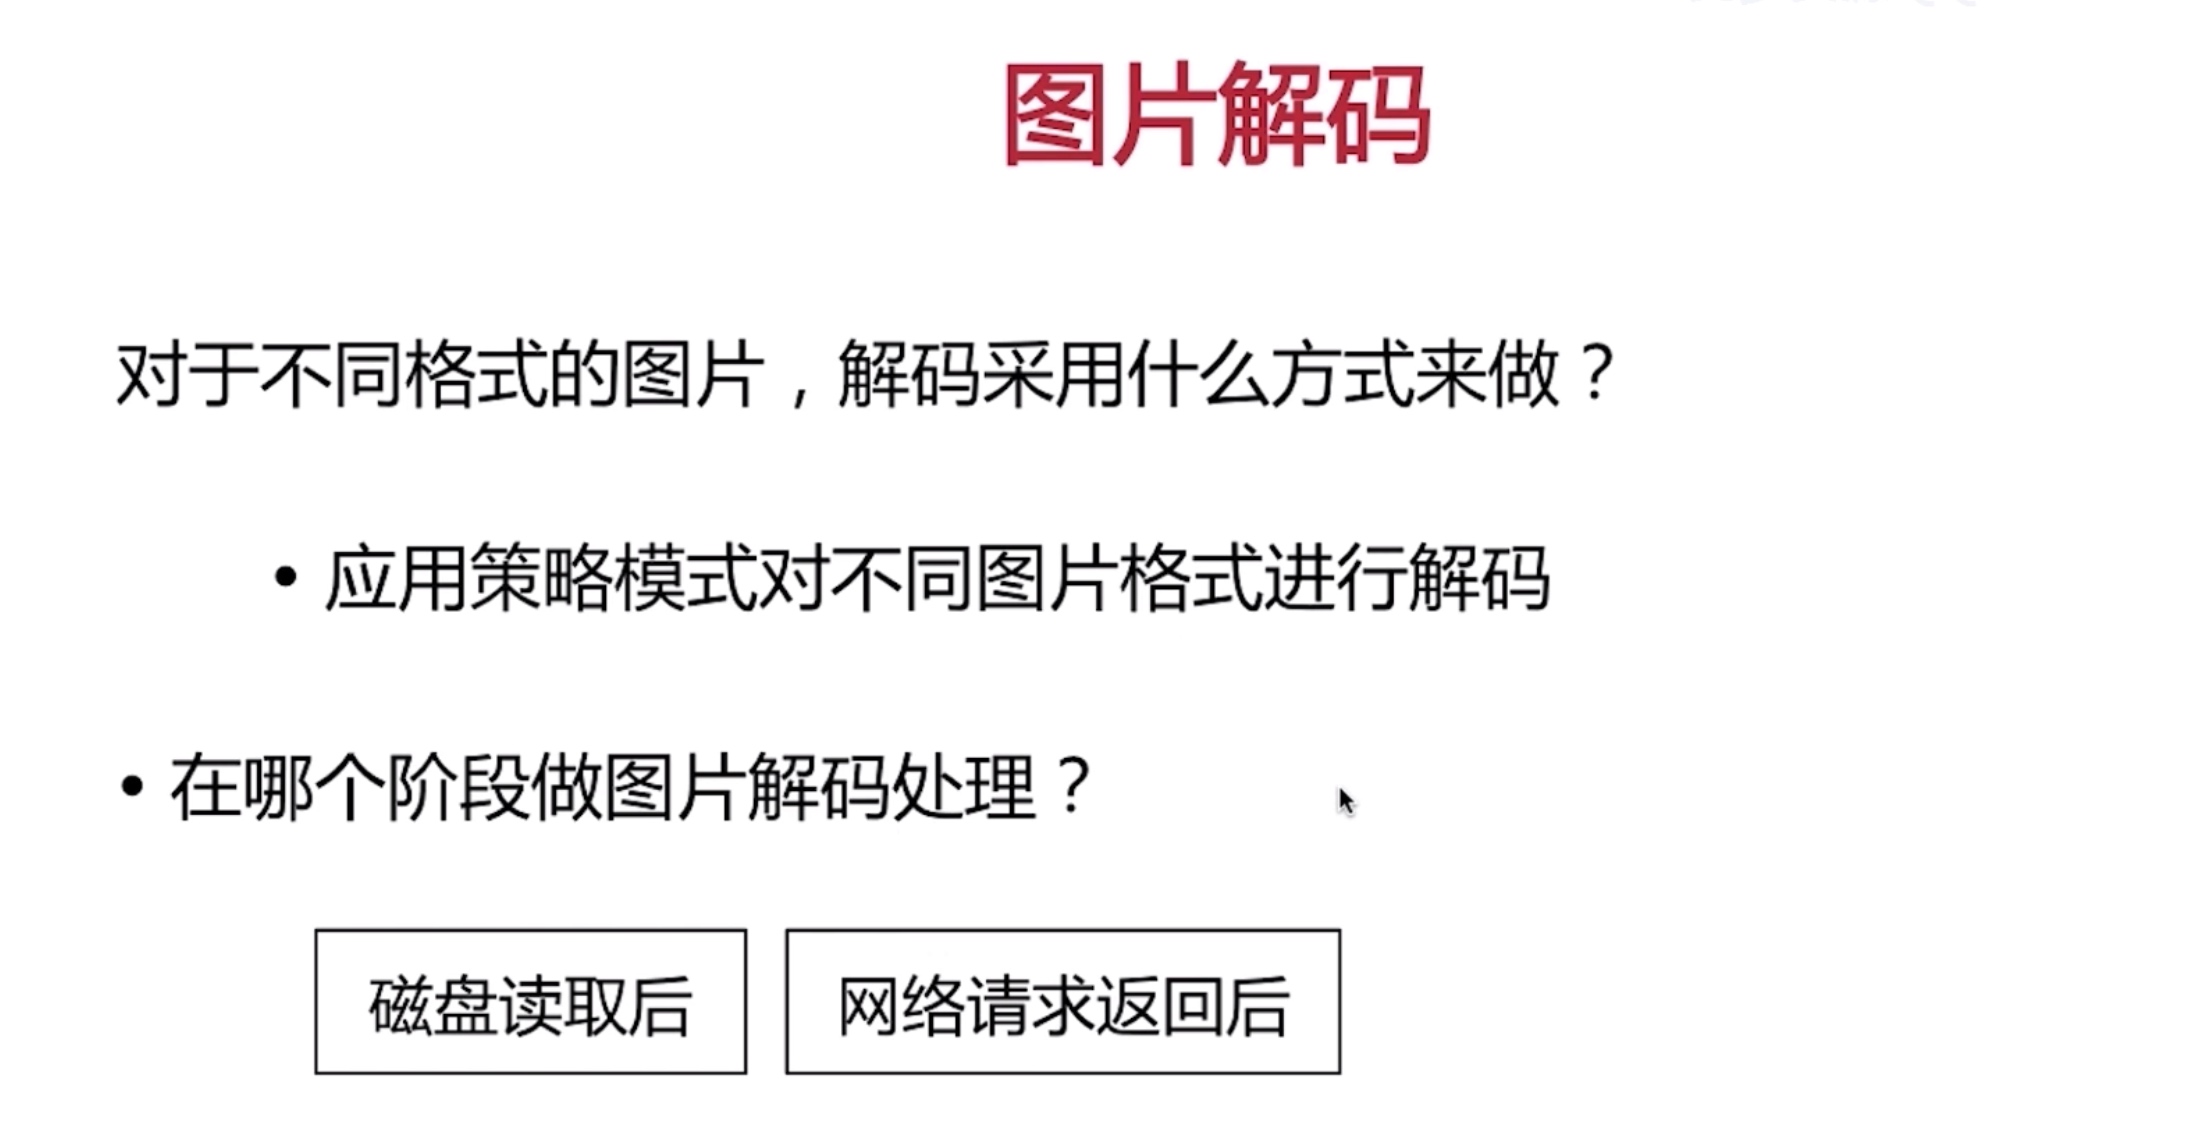 图片解码
对于不同格式的图片，解码采用什么方式来做？
• 应用策略模式对不同图片格式进行解码
• 在哪个阶段做图片解码处理？
磁盘读取后
网络请求返回后